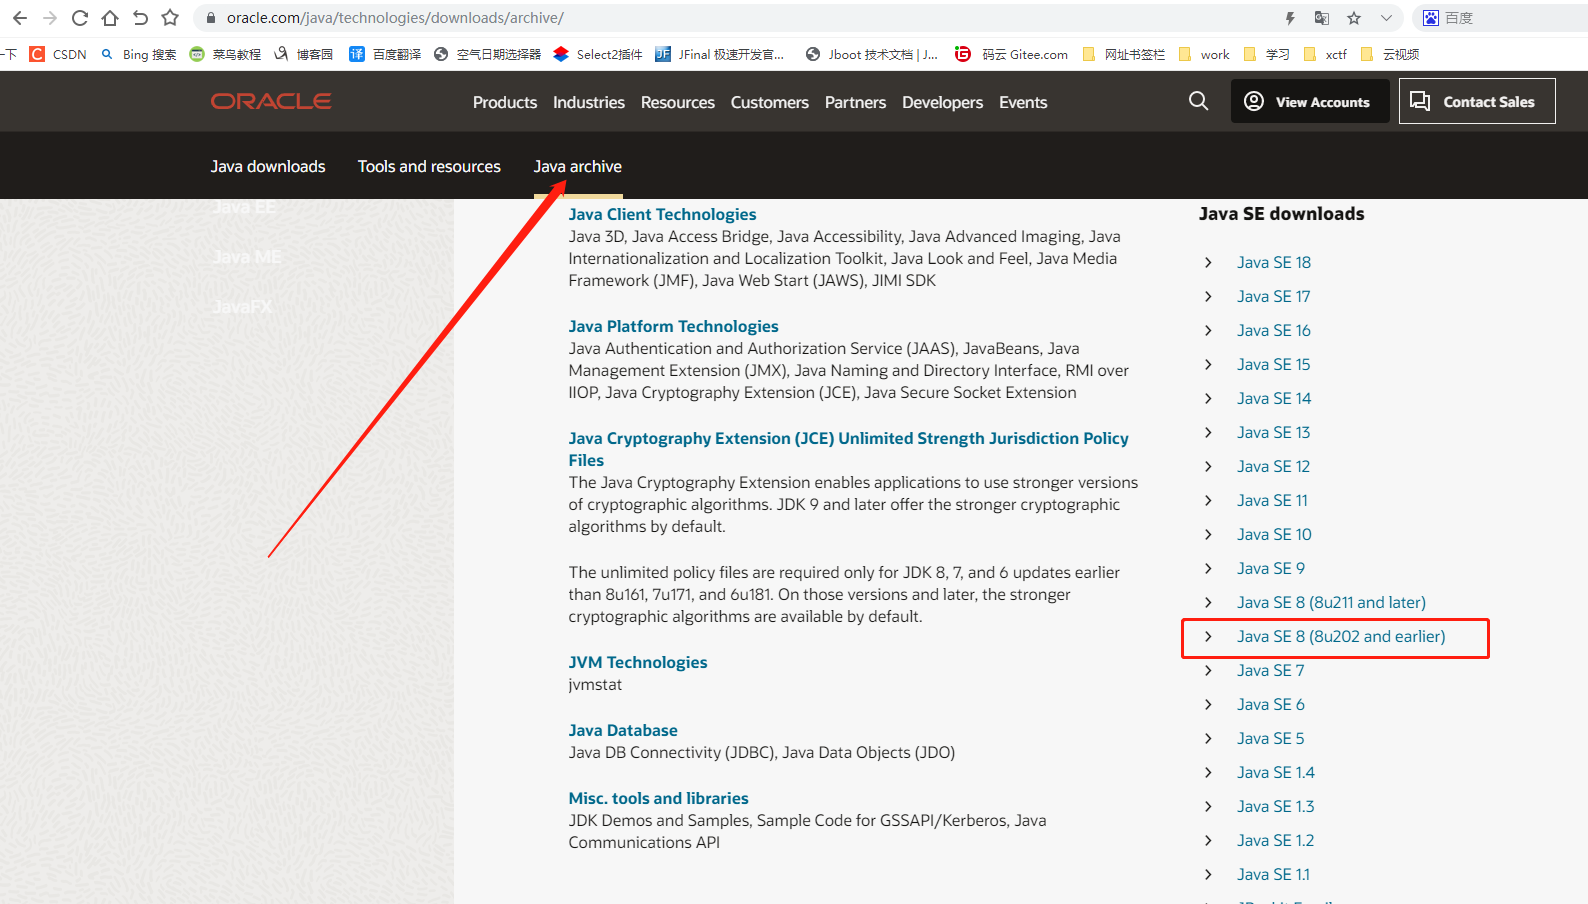 oracle.com/java/technologies/downloads/archive/
百度
一下
CSDN
Bing 搜索
菜鸟教程
博客园
译
百度翻译
空气日期选择器
Select2插件
JFinal 极速开发官...
Jboot 技术文档 | J...
码云 Gitee.com
网址书签栏
work
学习
xctf
云视频
ORACLE
Products
Industries
Resources
Customers
Partners
Developers
Events
View Accounts
Contact Sales
Java downloads
Tools and resources
Java archive
Java EE
Java ME
JavaFX
Java Client Technologies
Java 3D, Java Access Bridge, Java Accessibility, Java Advanced Imaging, Java
Internationalization and Localization Toolkit, Java Look and Feel, Java Media
Framework (JMF), Java Web Start (JAWS), JIMI SDK
Java Platform Technologies
Java Authentication and Authorization Service (JAAS), JavaBeans, Java
Management Extension (JMX), Java Naming and Directory Interface, RMI over
IIOP, Java Cryptography Extension (JCE), Java Secure Socket Extension
Java Cryptography Extension (JCE) Unlimited Strength Jurisdiction Policy
Files
The Java Cryptography Extension enables applications to use stronger versions
of cryptographic algorithms. JDK 9 and later offer the stronger cryptographic
algorithms by default.
The unlimited policy files are required only for JDK 8, 7, and 6 updates earlier
than 8u161, 7u171, and 6u181. On those versions and later, the stronger
cryptographic algorithms are available by default.
JVM Technologies
jvmstat
Java Database
Java DB Connectivity (JDBC), Java Data Objects (JDO)
Misc. tools and libraries
JDK Demos and Samples, Sample Code for GSSAPI/Kerberos, Java
Communications API
Java SE downloads
Java SE 18
Java SE 17
Java SE 16
Java SE 15
Java SE 14
Java SE 13
Java SE 12
Java SE 11
Java SE 10
Java SE 9
Java SE 8 (8u211 and later)
Java SE 8 (8u202 and earlier)
Java SE 7
Java SE 6
Java SE 5
Java SE 1.4
Java SE 1.3
Java SE 1.2
Java SE 1.1